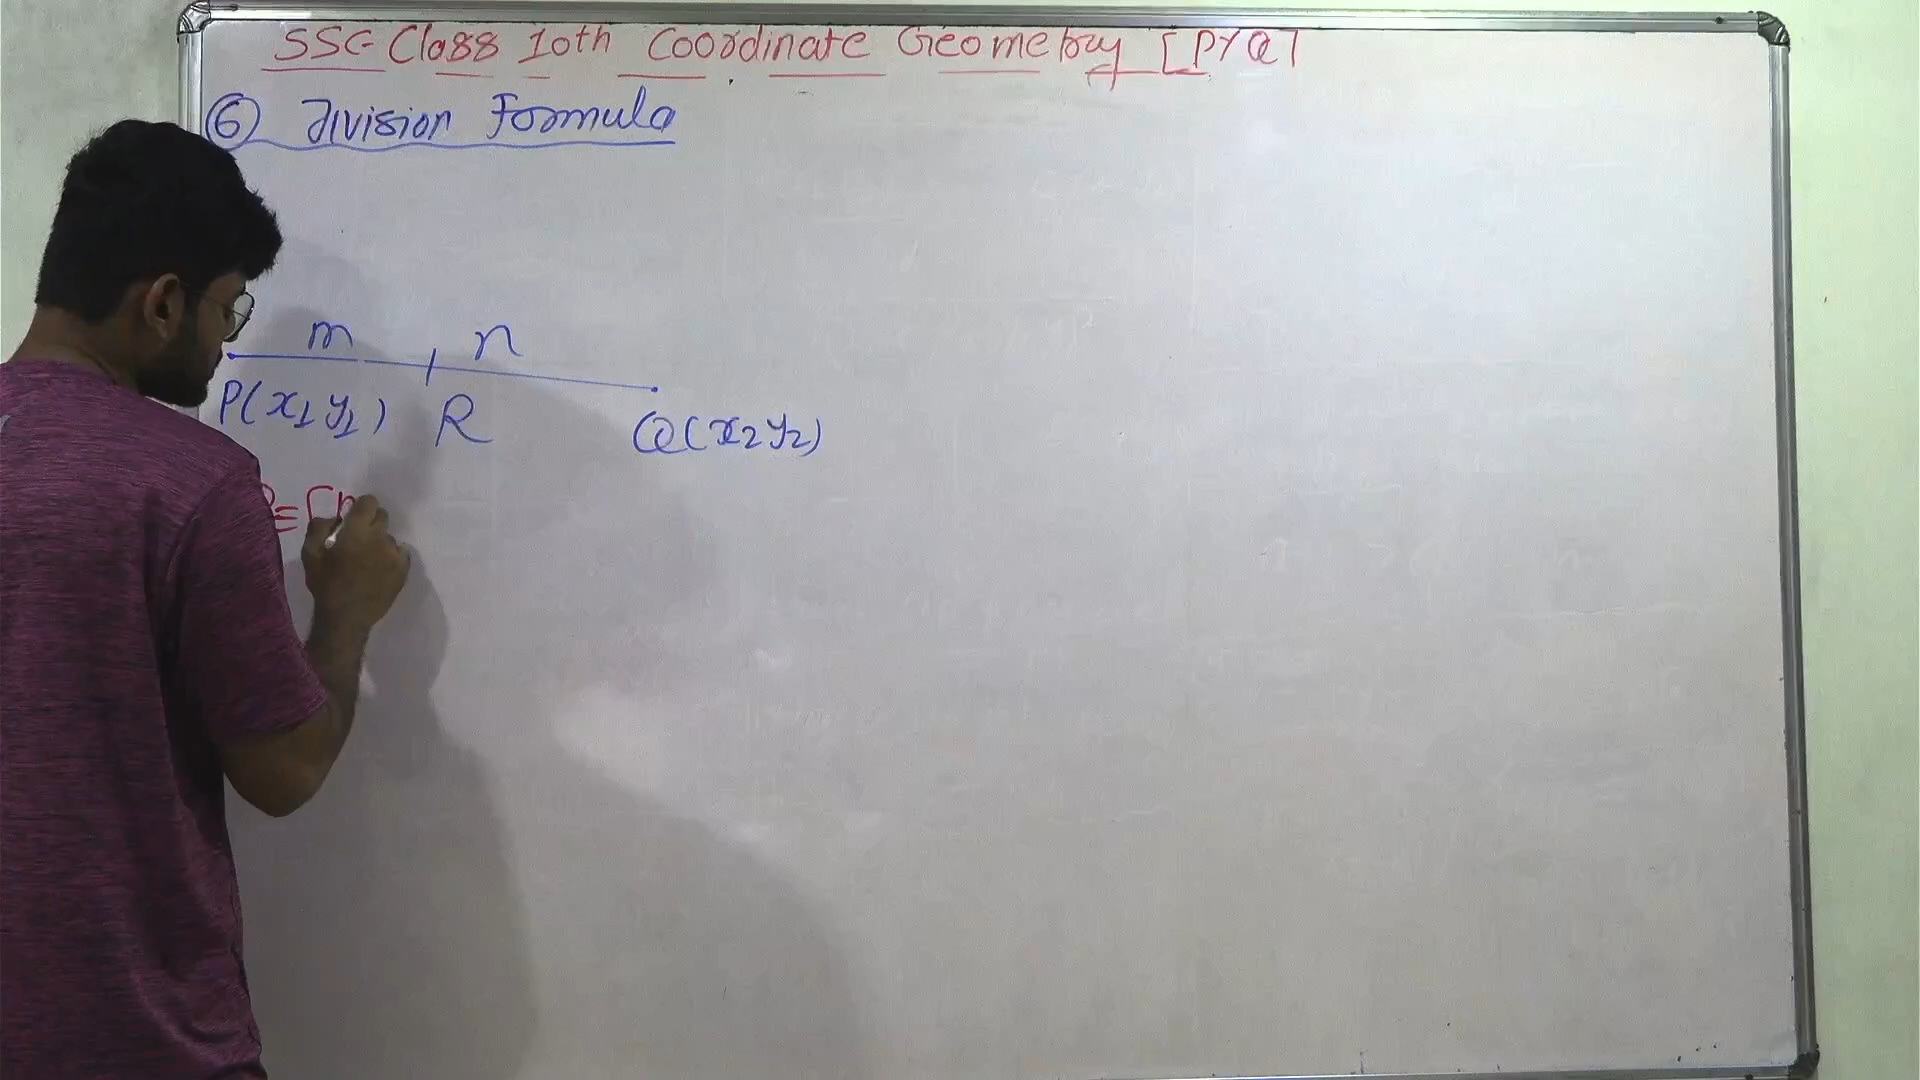 SSC Class 10th Coordinate Geometry [PYQ]
⑥ Division Formula
m n
P(x₁ y₁) R Q(x₂ y₂)
R = [m